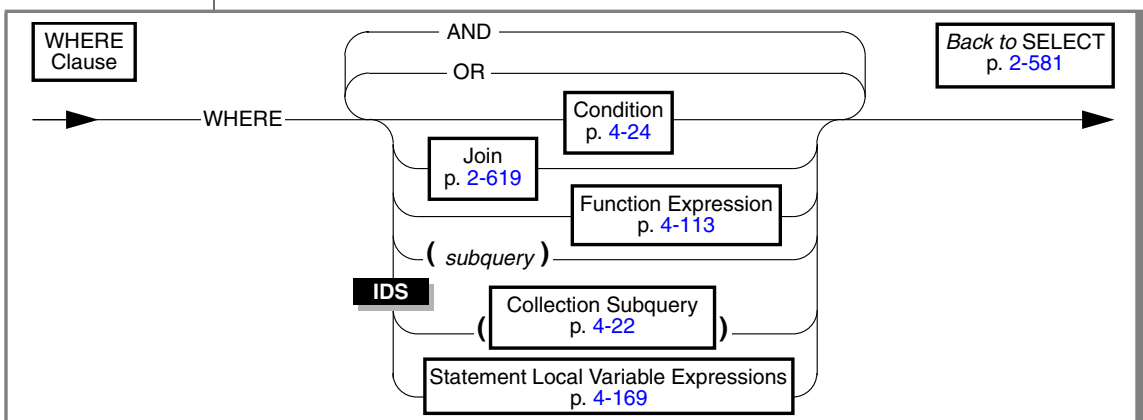 WHERE
Clause
AND
OR
Back to SELECT
p. 2-581
WHERE
Condition
p. 4-24
Join
p. 2-619
Function Expression
p. 4-113
( subquery )
IDS
( Collection Subquery
p. 4-22 )
Statement Local Variable Expressions
p. 4-169